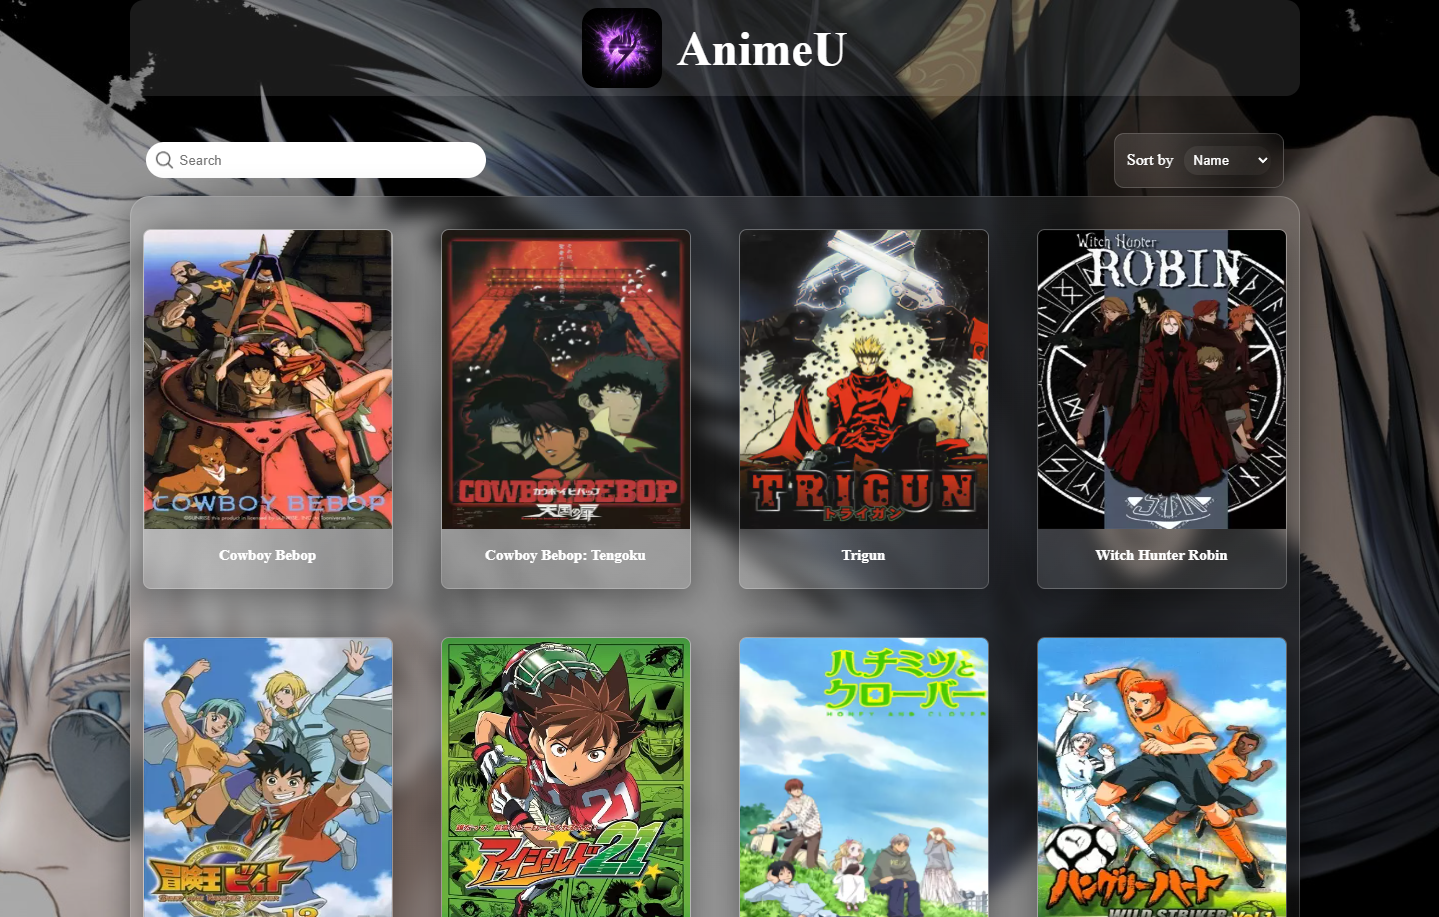 AnimeU
Search
Sort by Name
COWBOY BEBOP
COWBOY BEBOP
カウボーイビバップ
天国の扉
TRIGUN
トライガン
Witch Hunter
ROBIN
STN
Cowboy Bebop
Cowboy Bebop: Tengoku
Trigun
Witch Hunter Robin
冒険王ビィト
21
アイシールド21
ハチミツと
クローバー
HONEY AND CLOVER
ハングリーハート
WILD STRIKER